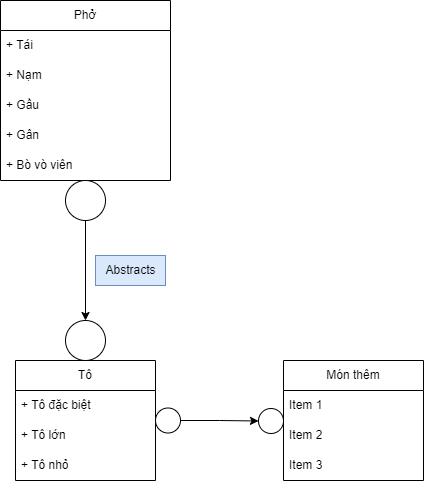 Phở
+ Tái
+ Nạm
+ Gầu
+ Gân
+ Bò vò viên
Abstracts
Tô
+ Tô đặc biệt
+ Tô lớn
+ Tô nhỏ
Món thêm
Item 1
Item 2
Item 3